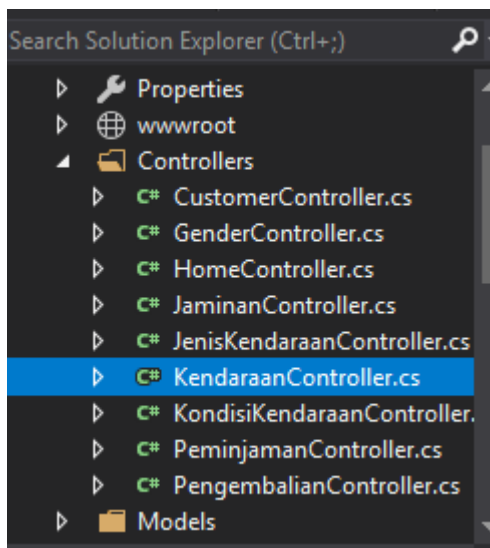 Search Solution Explorer (Ctrl+;)
Properties
wwwroot
Controllers
C# CustomerController.cs
C# GenderController.cs
C# HomeController.cs
C# JaminanController.cs
C# JenisKendaraanController.cs
C# KendaraanController.cs
C# KondisiKendaraanController.
C# PeminjamanController.cs
C# PengembalianController.cs
Models